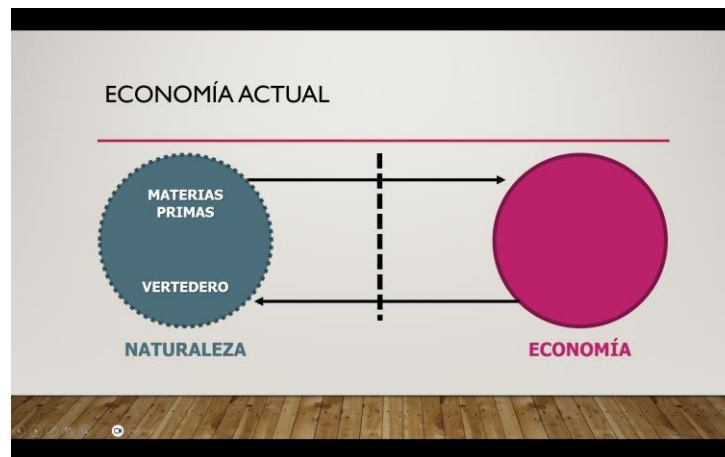 ECONOMÍA ACTUAL
MATERIAS
PRIMAS
VERTEDERO
NATURALEZA
ECONOMÍA